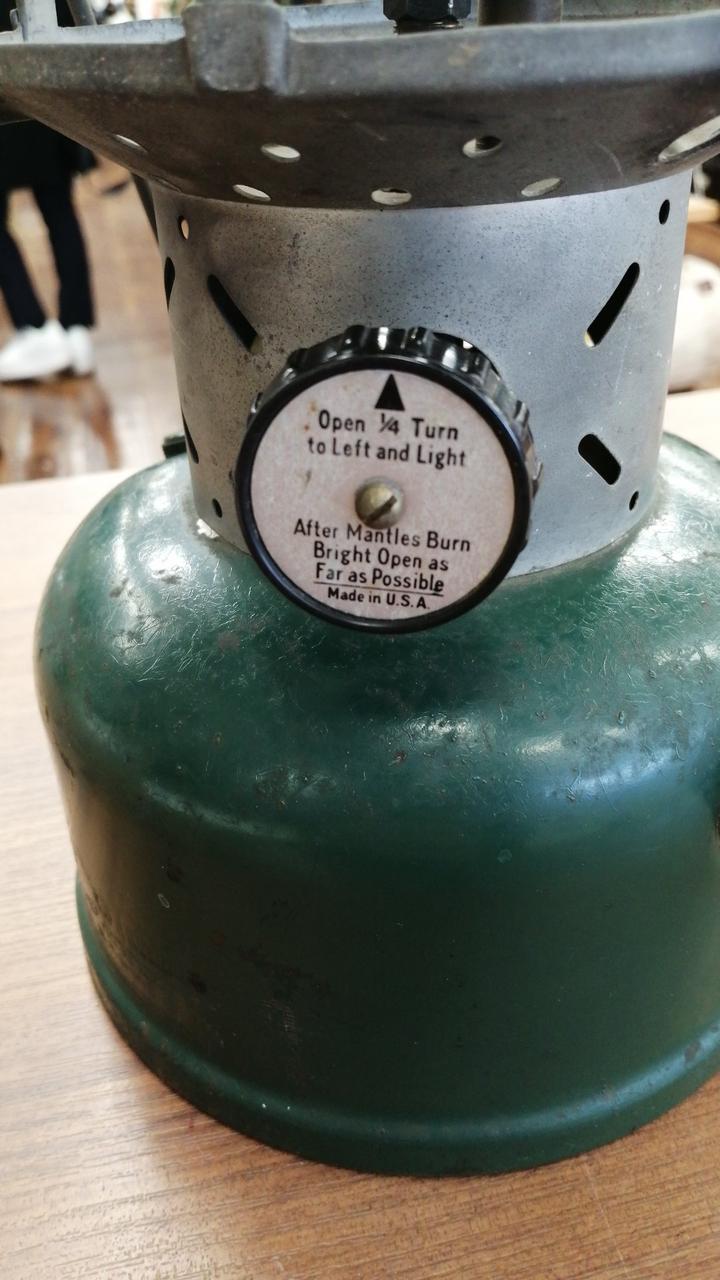 Open ¼ Turn
to Left and Light
After Mantles Burn
Bright Open as
Far as Possible
Made in U.S.A.